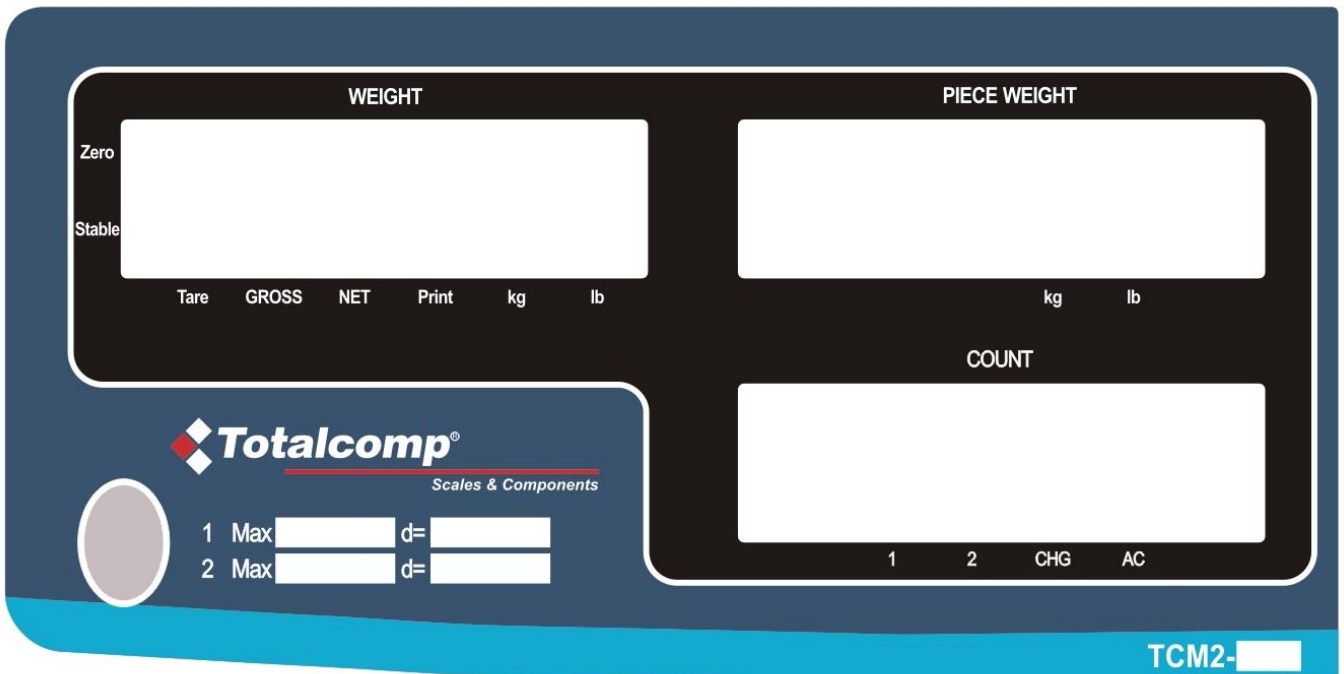 WEIGHT
PIECE WEIGHT
Zero
Stable
Tare GROSS NET Print kg lb
kg lb
COUNT
Totalcomp®
Scales & Components
1 Max d=
2 Max d=
1 2 CHG AC
TCM2-